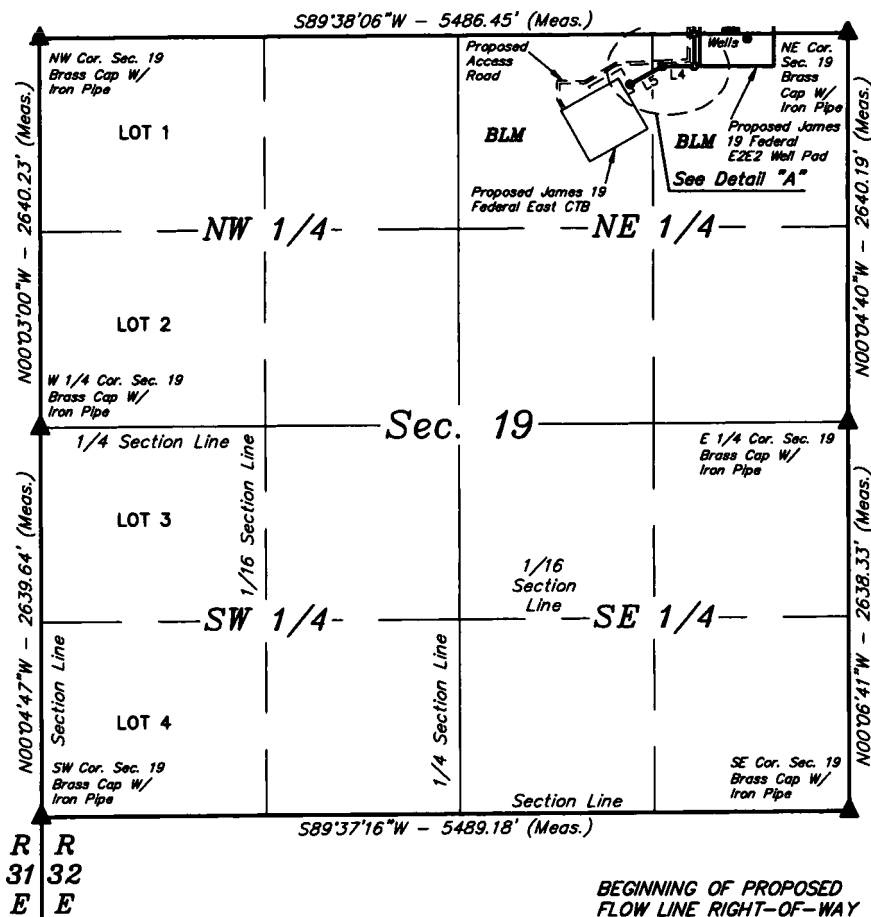 S89°38'06"W - 5486.45' (Meas.)
NW Cor. Sec. 19
Brass Cap W/
Iron Pipe
Proposed
Access
Road
Wells
NE Cor.
Sec. 19
Brass
Cap W/
Iron Pipe
L5
L4
LOT 1
BLM
BLM
Proposed James
19 Federal
E2E2 Well Pad
See Detail "A"
Proposed James 19
Federal East CTB
N00°03'00"W - 2640.23' (Meas.)
N00°04'40"W - 2640.19' (Meas.)
NW 1/4
NE 1/4
LOT 2
W 1/4 Cor. Sec. 19
Brass Cap W/
Iron Pipe
Sec. 19
1/4 Section Line
E 1/4 Cor. Sec. 19
Brass Cap W/
Iron Pipe
1/16 Section Line
LOT 3
1/16
Section
Line
N00°04'47"W - 2639.64' (Meas.)
N00°06'41"W - 2638.33' (Meas.)
SW 1/4
SE 1/4
Section Line
1/4 Section Line
LOT 4
SW Cor. Sec. 19
Brass Cap W/
Iron Pipe
SE Cor. Sec. 19
Brass Cap W/
Iron Pipe
Section Line
S89°37'16"W - 5489.18' (Meas.)
R R
31 32
E E
BEGINNING OF PROPOSED
FLOW LINE RIGHT-OF-WAY